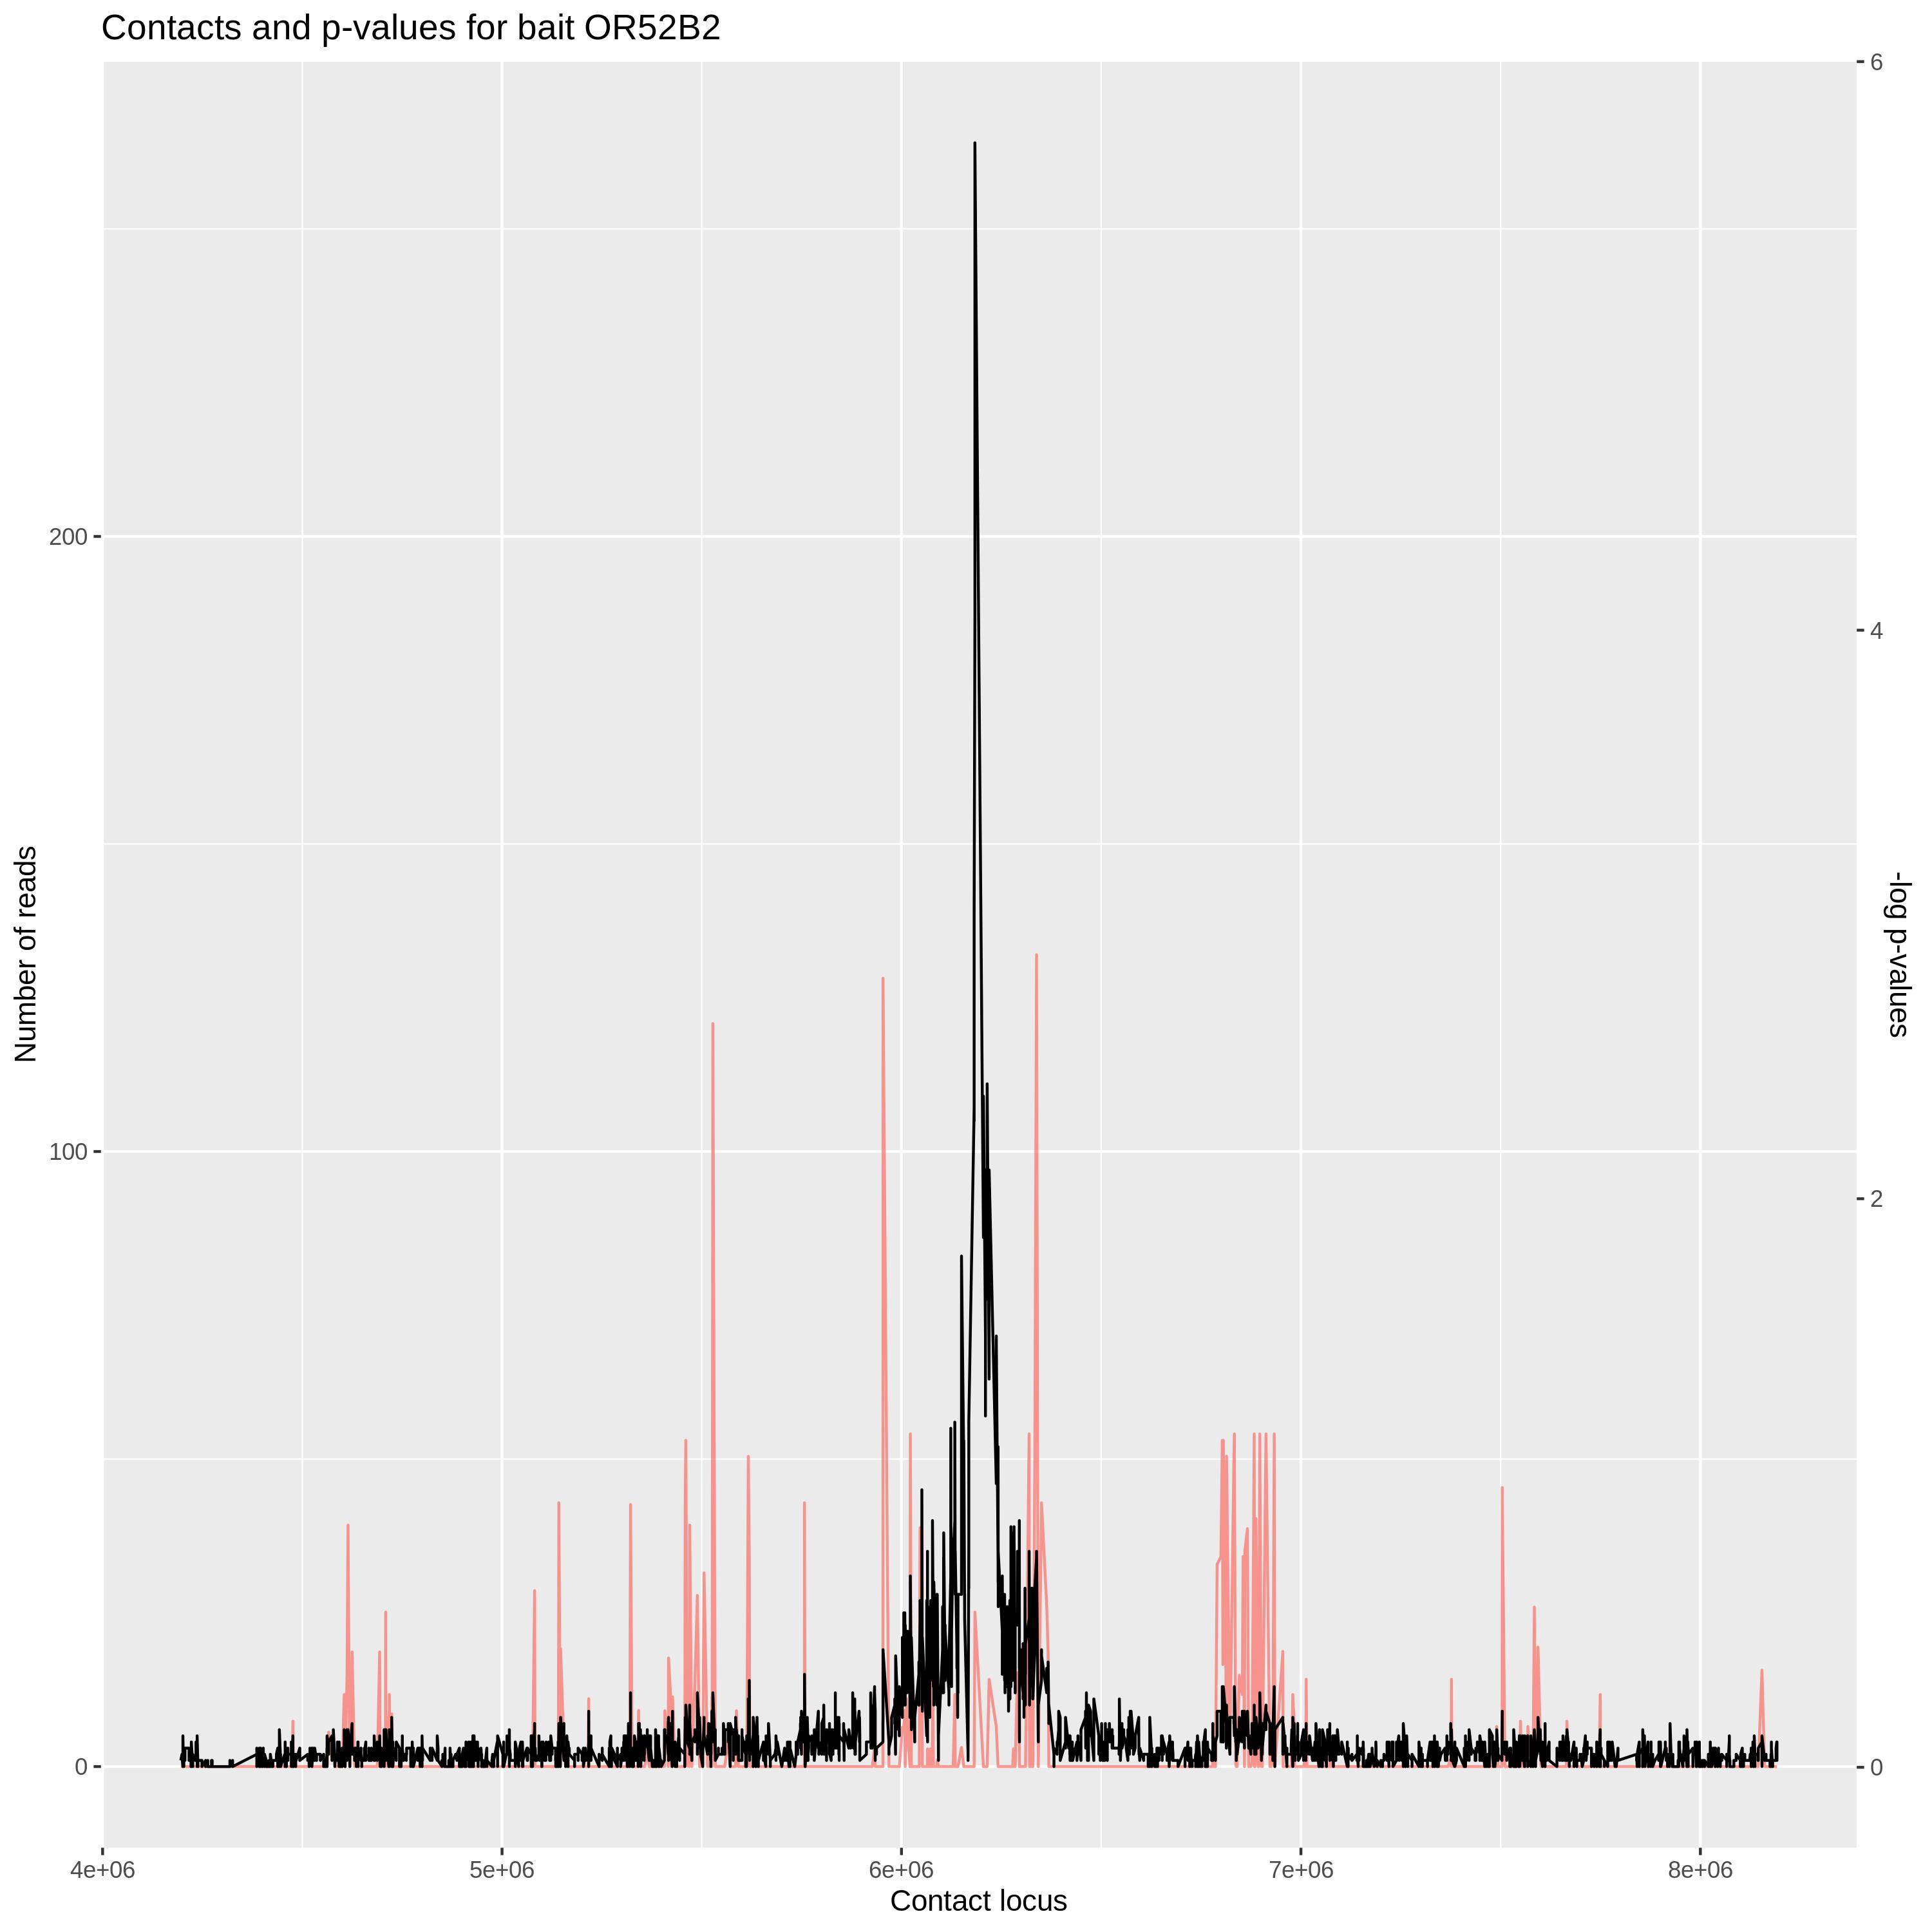 Contacts and p-values for bait OR52B2
Number of reads
200
100
0
6
4
2
0
-log p-values
4e+06
5e+06
6e+06
7e+06
8e+06
Contact locus